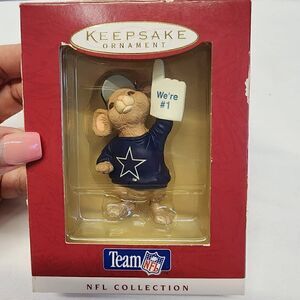 KEEPSAKE
ORNAMENT
We're
#1
Team NFL
NFL COLLECTION